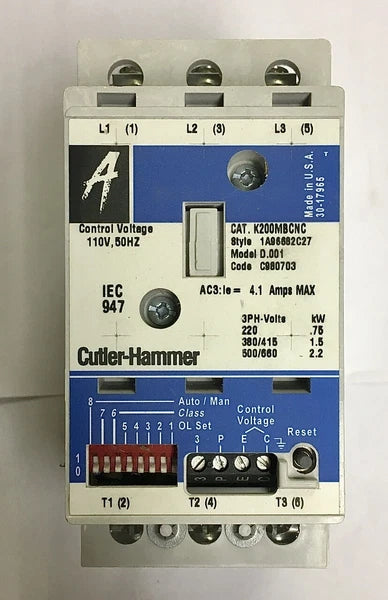 L1 (1) L2 (3) L3 (5)
A
Made in U.S.A.
30-17965
T
Control Voltage
110V, 50HZ
CAT. K200MBCNC
Style 1A96682C27
Model D.001
Code C980703
IEC
947
AC3:Ie= 4.1 Amps MAX
3PH-Volts kW
220 .75
380/415 1.5
500/660 2.2
Cutler-Hammer
8 Auto / Man
7 6 Class
5 4 3 2 1 OL Set
Control
Voltage
3 P E C
Reset
1
0
3 P E C
T1 (2) T2 (4) T3 (6)